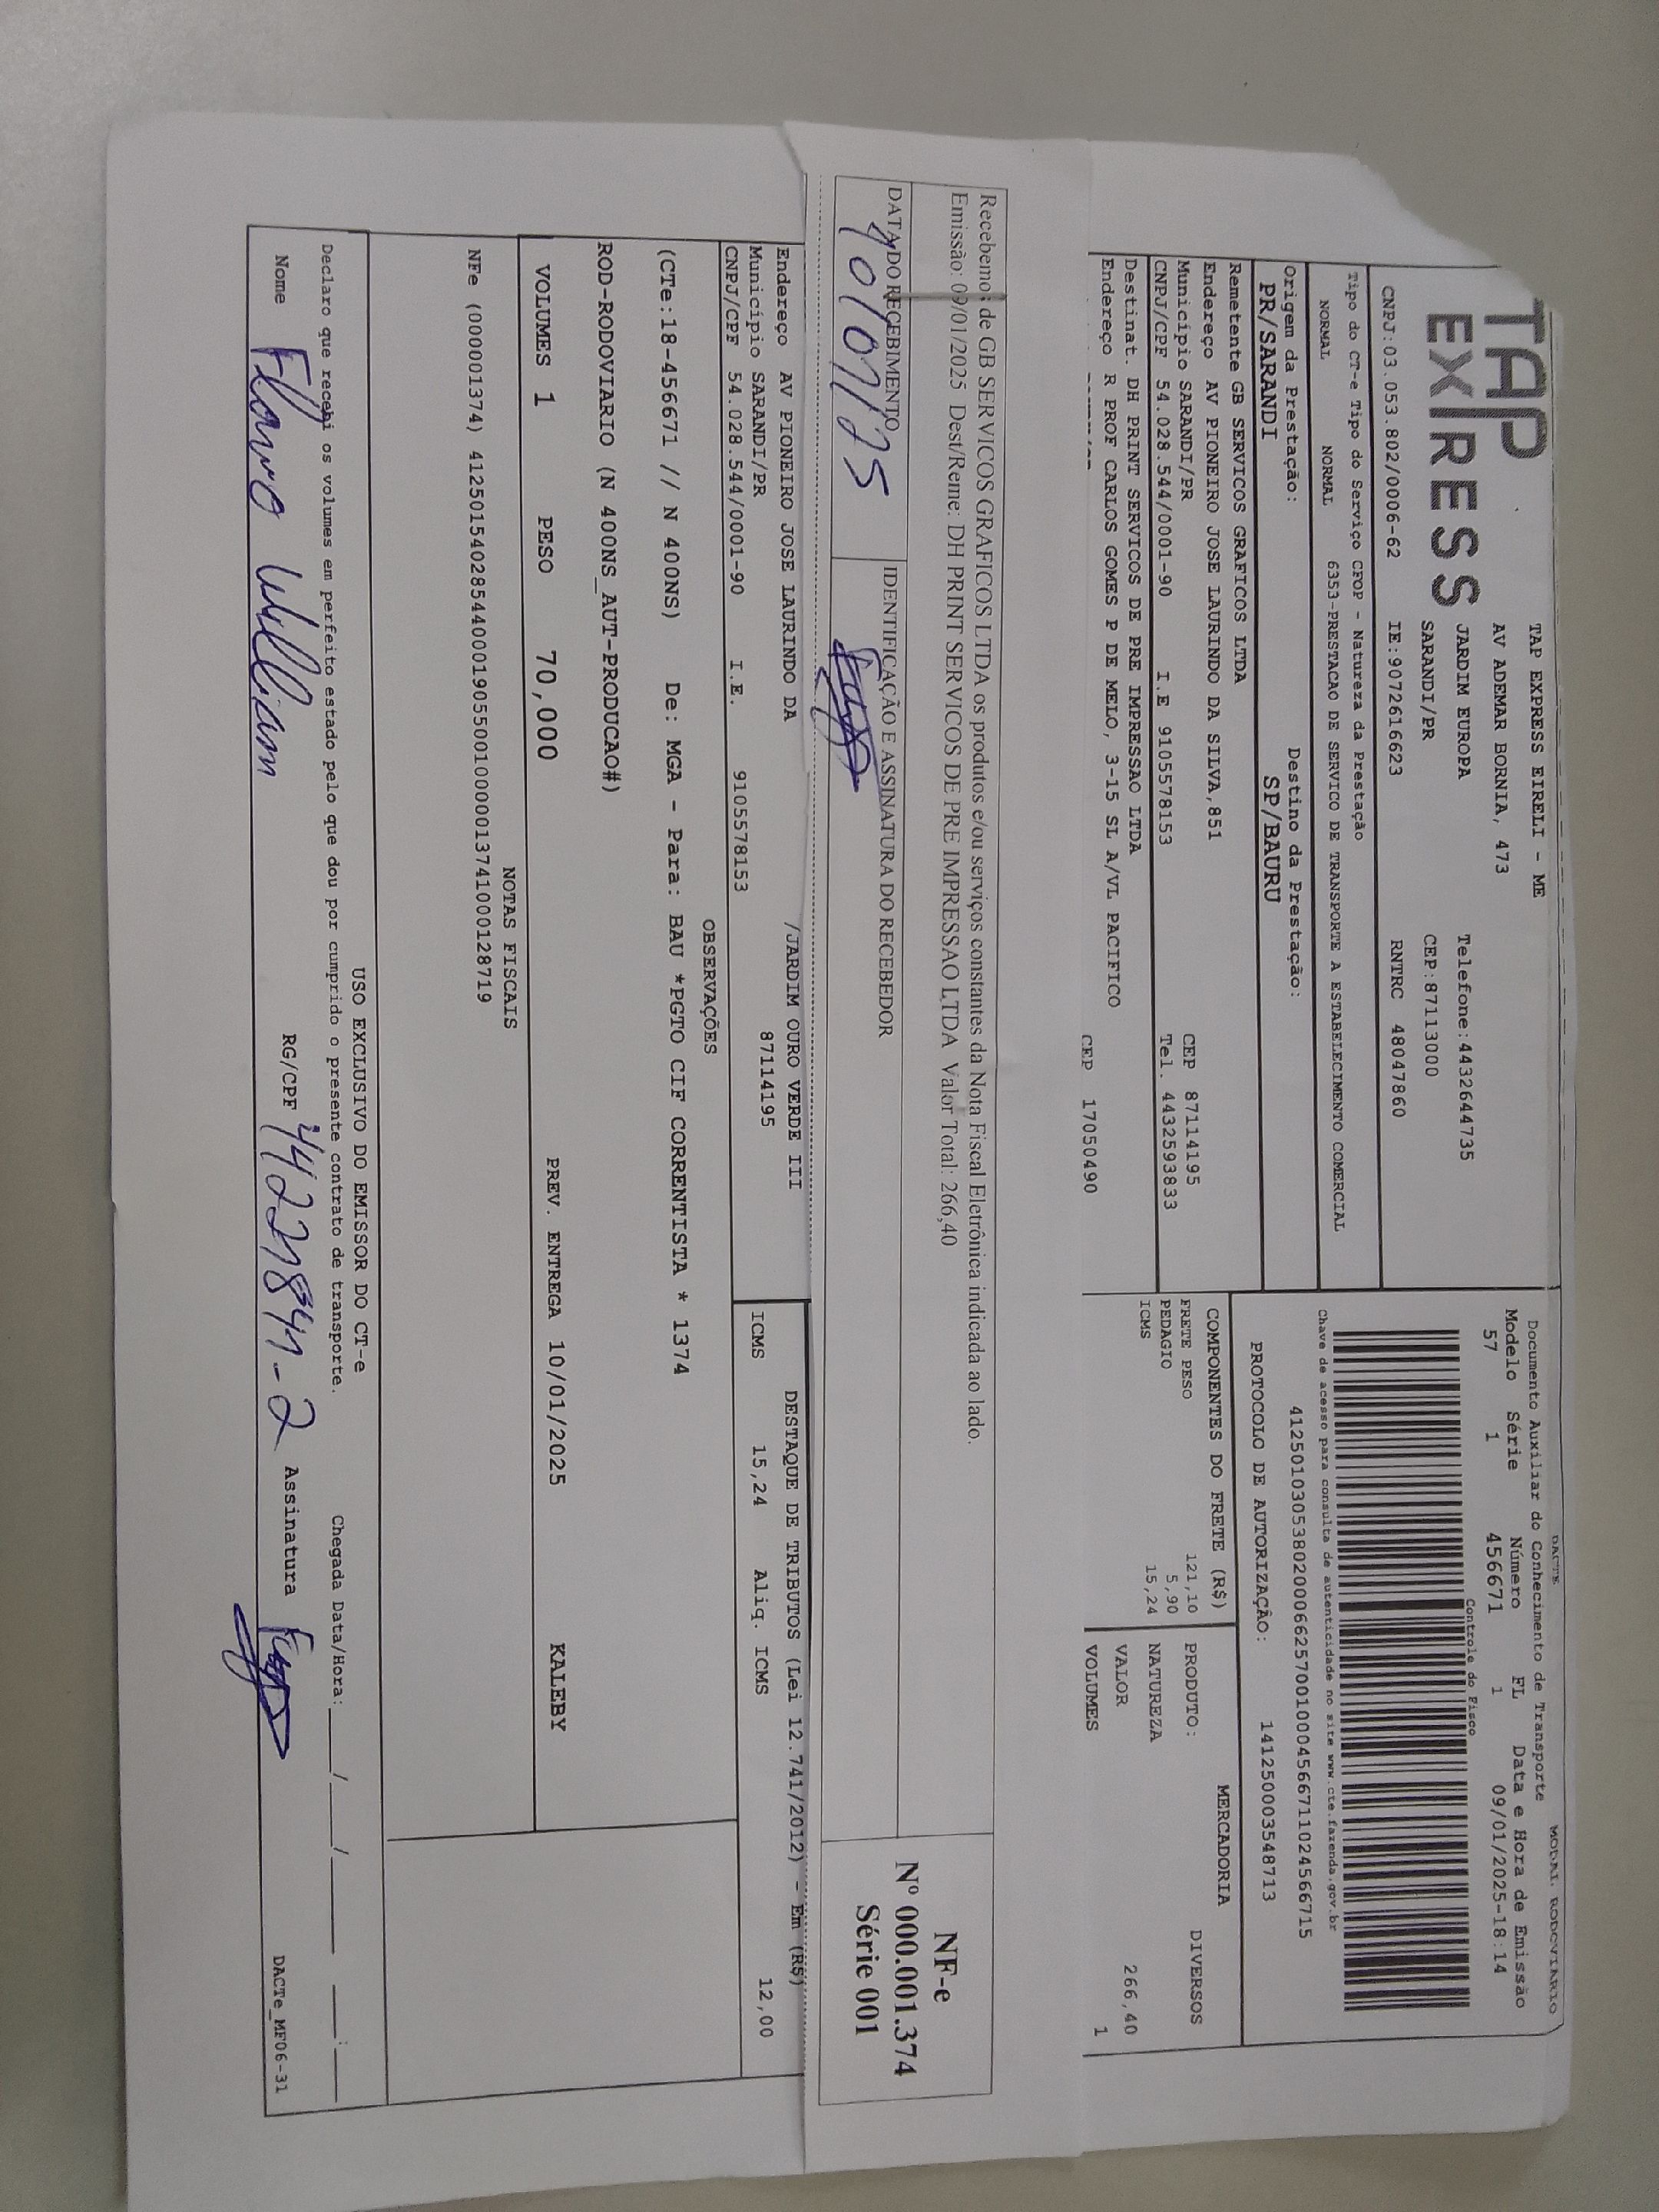 DACTE MODAL RODOVIARIO
TAP EXPRESS
TAP EXPRESS EIRELI - ME
AV ADEMAR BORNIA, 473
JARDIM EUROPA Telefone:4432644735
SARANDI/PR CEP:87113000
CNPJ:03.053.802/0006-62 IE:9072616623 RNTRC 48047860
Documento Auxiliar do Conhecimento de Transporte
Modelo Série Número FL Data e Hora de Emissão
57 1 456671 1 09/01/2025-18:14
Controle do Fisco
Chave de acesso para consulta de autenticidade no site www.cte.fazenda.gov.br
41250103053802000662570010004566711024566715
PROTOCOLO DE AUTORIZAÇÃO: 141250003548713
Tipo do CT-e Tipo do Serviço CFOP - Natureza da Prestação
NORMAL NORMAL 6353-PRESTACAO DE SERVICO DE TRANSPORTE A ESTABELECIMENTO COMERCIAL
Origem da Prestação: Destino da Prestação:
PR/SARANDI SP/BAURU
Remetente GB SERVICOS GRAFICOS LTDA
Endereço AV PIONEIRO JOSE LAURINDO DA SILVA,851
Município SARANDI/PR CEP 87114195
CNPJ/CPF 54.028.544/0001-90 I.E 9105578153 Tel. 4432593833
Destinat. DH PRINT SERVICOS DE PRE IMPRESSAO LTDA
Endereço R PROF CARLOS GOMES P DE MELO, 3-15 SL A/VL PACIFICO
CEP 17050490
COMPONENTES DO FRETE (R$)
FRETE PESO 121,10
PEDAGIO 5,90
ICMS 15,24
MERCADORIA
PRODUTO: DIVERSOS
NATUREZA
VALOR 266,40
VOLUMES 1
Recebemos de GB SERVICOS GRAFICOS LTDA os produtos e/ou serviços constantes da Nota Fiscal Eletrônica indicada ao lado.
Emissão: 09/01/2025 Dest/Reme: DH PRINT SERVICOS DE PRE IMPRESSAO LTDA Valor Total: 266,40
DATA DO RECEBIMENTO IDENTIFICAÇÃO E ASSINATURA DO RECEBEDOR
NF-e
Nº 000.001.374
Série 001
Endereço AV PIONEIRO JOSE LAURINDO DA /JARDIM OURO VERDE III
Município SARANDI/PR 87114195
CNPJ/CPF 54.028.544/0001-90 I.E. 9105578153
DESTAQUE DE TRIBUTOS (Lei 12.741/2012) - Em (R$)
ICMS 15,24 Aliq. ICMS 12,00
OBSERVAÇÕES
(CTe:18-456671 // N 400NS) De: MGA - Para: BAU *PGTO CIF CORRENTISTA * 1374
ROD-RODOVIARIO (N 400NS_AUT-PRODUCAO#)
VOLUMES 1 PESO 70,000 PREV. ENTREGA 10/01/2025 KALEBY
NOTAS FISCAIS
NFe (000001374) 41250154028544000190550010000013741000128719
USO EXCLUSIVO DO EMISSOR DO CT-e
Declaro que recebi os volumes em perfeito estado pelo que dou por cumprido o presente contrato de transporte. Chegada Data/Hora:___/___/____ __:__
Nome Flavio Willian RG/CPF Assinatura
DACTe_MF06-31